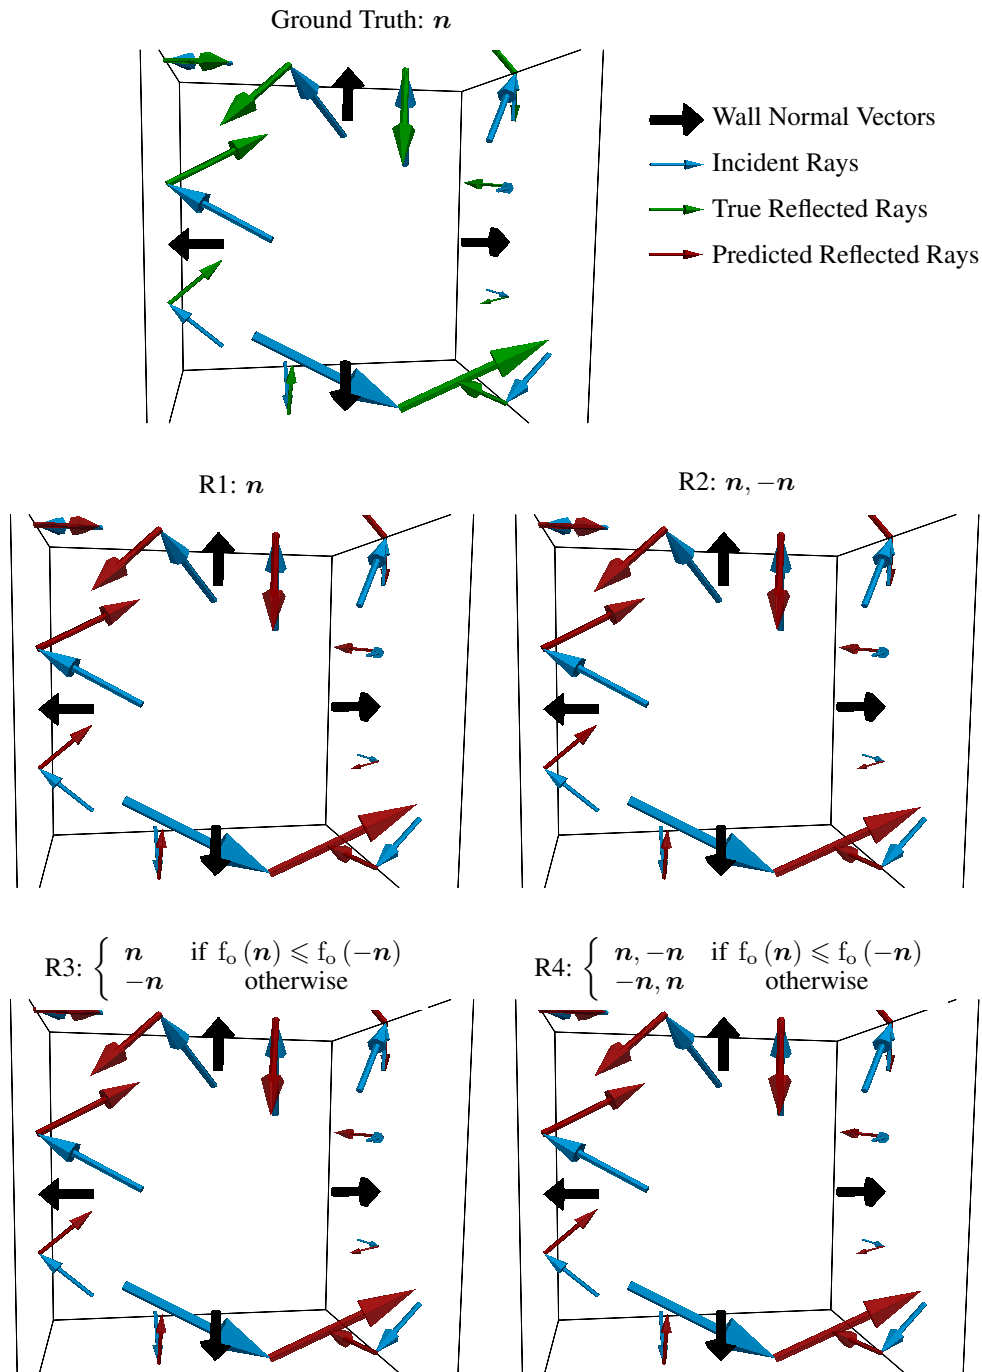 Ground Truth: n
Wall Normal Vectors
Incident Rays
True Reflected Rays
Predicted Reflected Rays
R1: n
R2: n, −n
R3: { n if f_o (n) ⩽ f_o (−n)
−n otherwise
R4: { n, −n if f_o (n) ⩽ f_o (−n)
−n, n otherwise